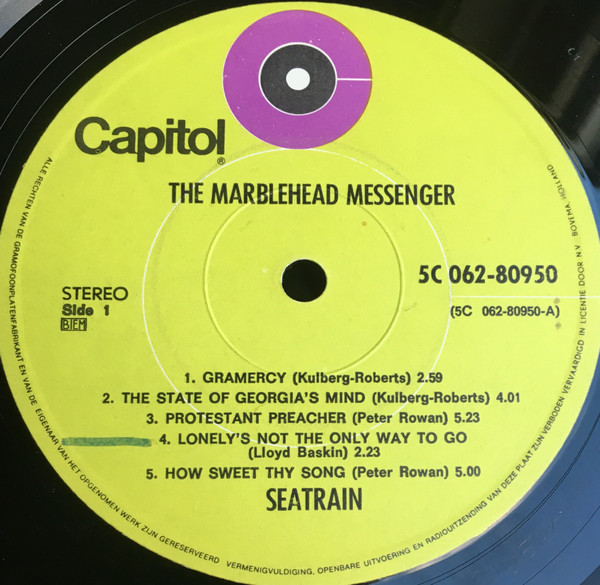 Capitol®
THE MARBLEHEAD MESSENGER
5C 062-80950
STEREO
Side 1
(5C 062-80950-A)
BIEM
1. GRAMERCY (Kulberg-Roberts) 2.59
2. THE STATE OF GEORGIA'S MIND (Kulberg-Roberts) 4.01
3. PROTESTANT PREACHER (Peter Rowan) 5.23
4. LONELY'S NOT THE ONLY WAY TO GO
(Lloyd Baskin) 2.23
5. HOW SWEET THY SONG (Peter Rowan) 5.00
SEATRAIN
ALLE RECHTEN VAN DE GRAMOFOONPLATENFABRIKANT EN VAN DE EIGENAAR VAN HET OPGENOMEN WERK ZIJN GERESERVEERD VERMENIGVULDIGING, OPENBARE UITVOERING EN RADIOUITZENDING VAN DEZE PLAAT ZIJN VERBODEN VERVAARDIGD IN LICENTIE DOOR N.V. BOVEMA HOLLAND